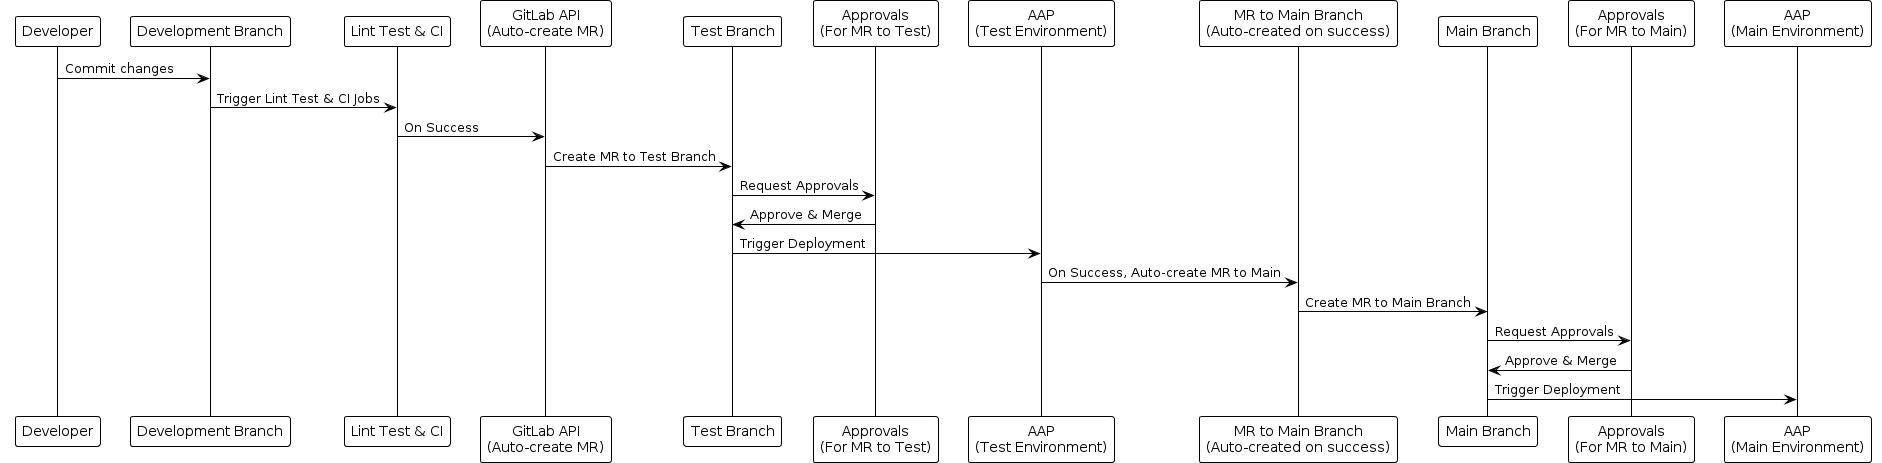 Developer
Development Branch
Lint Test & CI
GitLab API
(Auto-create MR)
Test Branch
Approvals
(For MR to Test)
AAP
(Test Environment)
MR to Main Branch
(Auto-created on success)
Main Branch
Approvals
(For MR to Main)
AAP
(Main Environment)
Commit changes
Trigger Lint Test & CI Jobs
On Success
Create MR to Test Branch
Request Approvals
Approve & Merge
Trigger Deployment
On Success, Auto-create MR to Main
Create MR to Main Branch
Request Approvals
Approve & Merge
Trigger Deployment
Developer
Development Branch
Lint Test & CI
GitLab API
(Auto-create MR)
Test Branch
Approvals
(For MR to Test)
AAP
(Test Environment)
MR to Main Branch
(Auto-created on success)
Main Branch
Approvals
(For MR to Main)
AAP
(Main Environment)